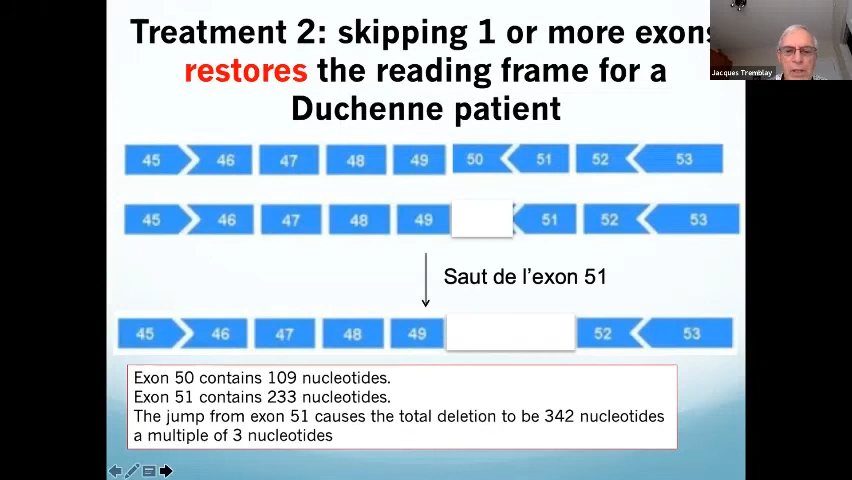 Treatment 2: skipping 1 or more exons
restores the reading frame for a
Duchenne patient
Jacques Tremblay
45 46 47 48 49 50 51 52 53
45 46 47 48 49 51 52 53
Saut de l'exon 51
45 46 47 48 49 52 53
Exon 50 contains 109 nucleotides.
Exon 51 contains 233 nucleotides.
The jump from exon 51 causes the total deletion to be 342 nucleotides
a multiple of 3 nucleotides